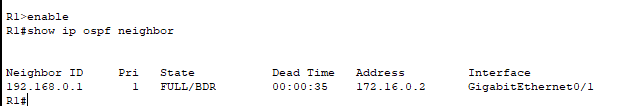 R1>enable
R1#show ip ospf neighbor
Neighbor ID     Pri   State           Dead Time   Address         Interface
192.168.0.1       1   FULL/BDR        00:00:35    172.16.0.2      GigabitEthernet0/1
R1#